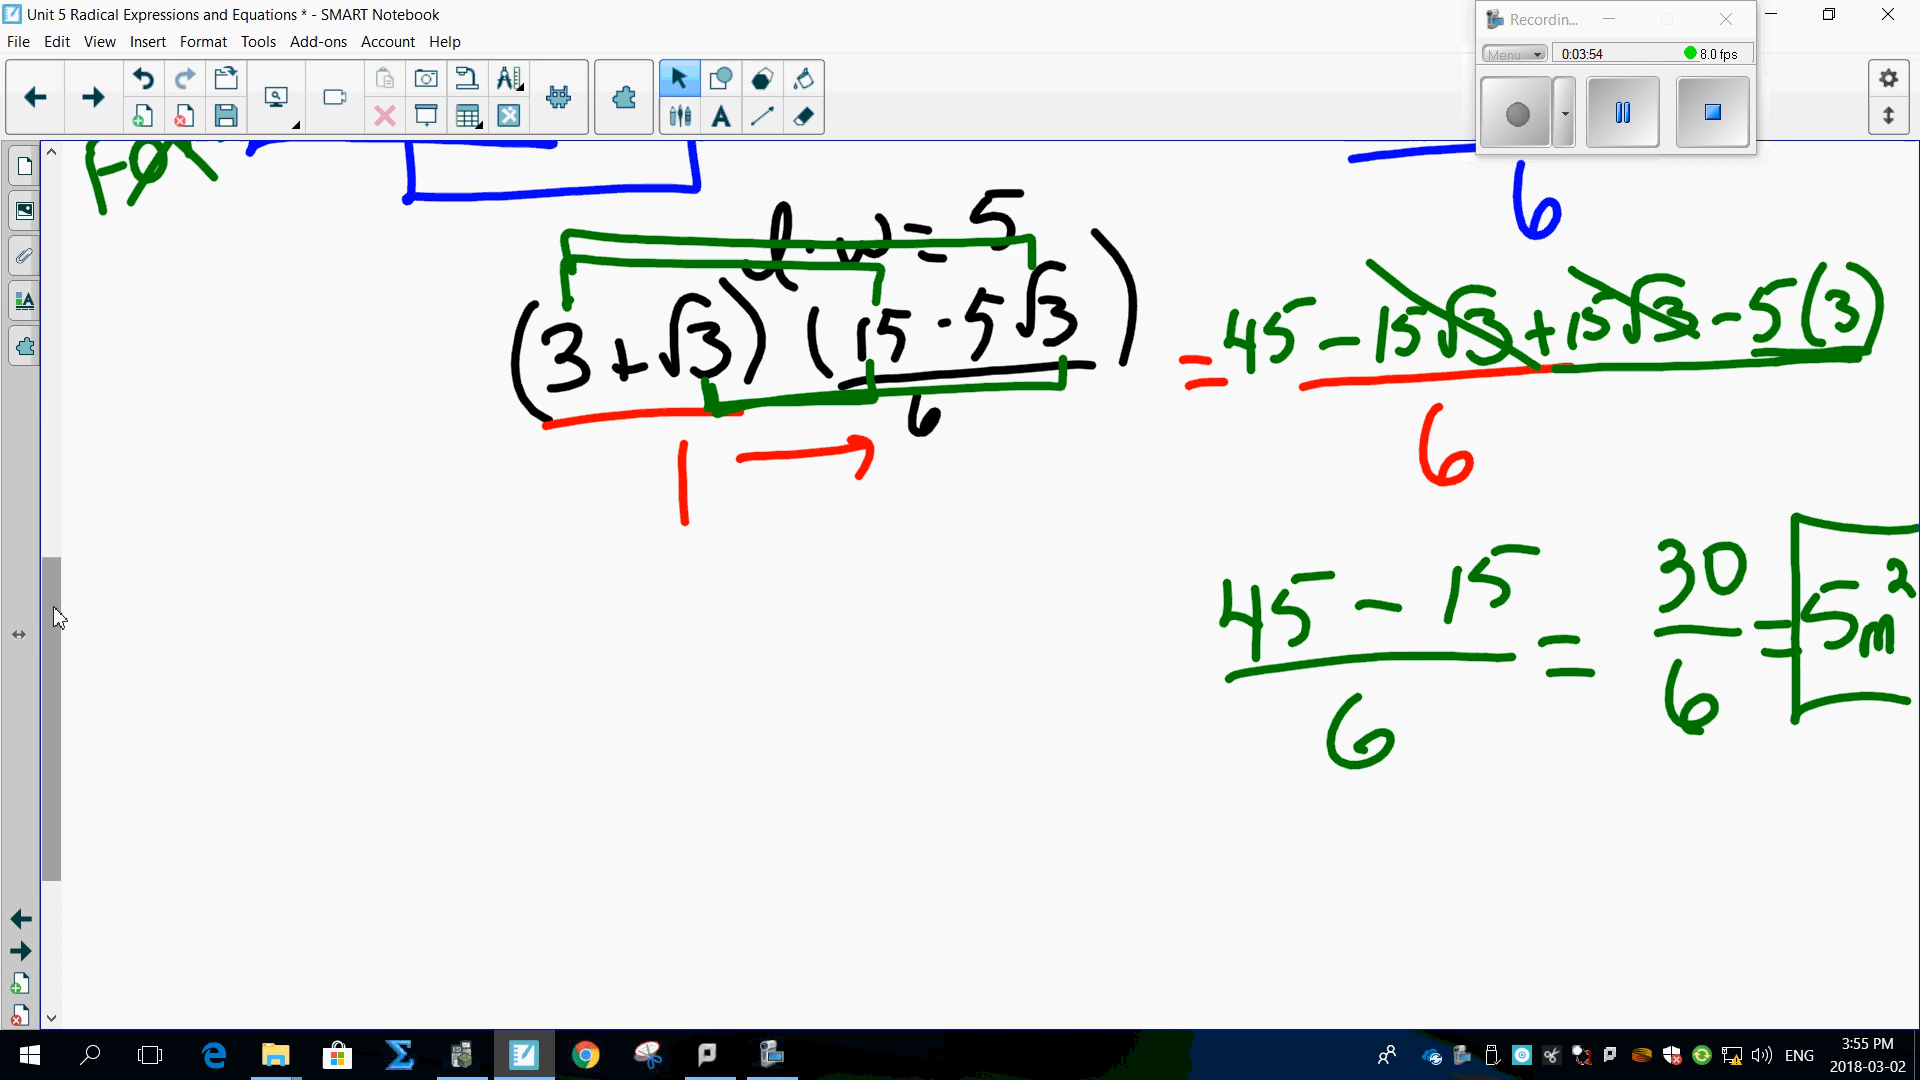 Unit 5 Radical Expressions and Equations * - SMART Notebook
File Edit View Insert Format Tools Add-ons Account Help
Recordin...
Menu 0:03:54 8.0 fps
6
l · w = 5
(3 + √3) (15 - 5√3)
6
1
= 45 - 15√3 + 15√3 - 5(3)
6
45 - 15 = 30 = 5m²
6 6
ENG
3:55 PM
2018-03-02